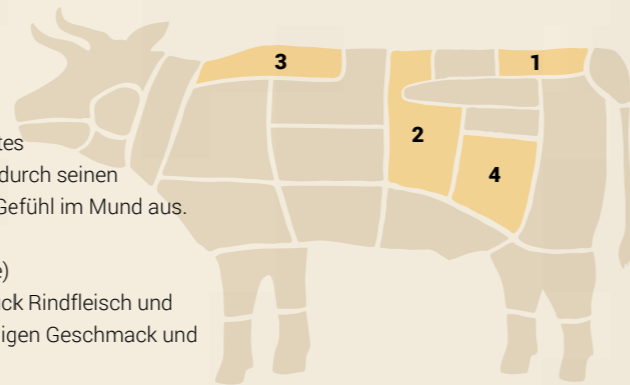 3
1
2
4
tes
durch seinen
Gefühl im Mund aus.
e)
ck Rindfleisch und
igen Geschmack und